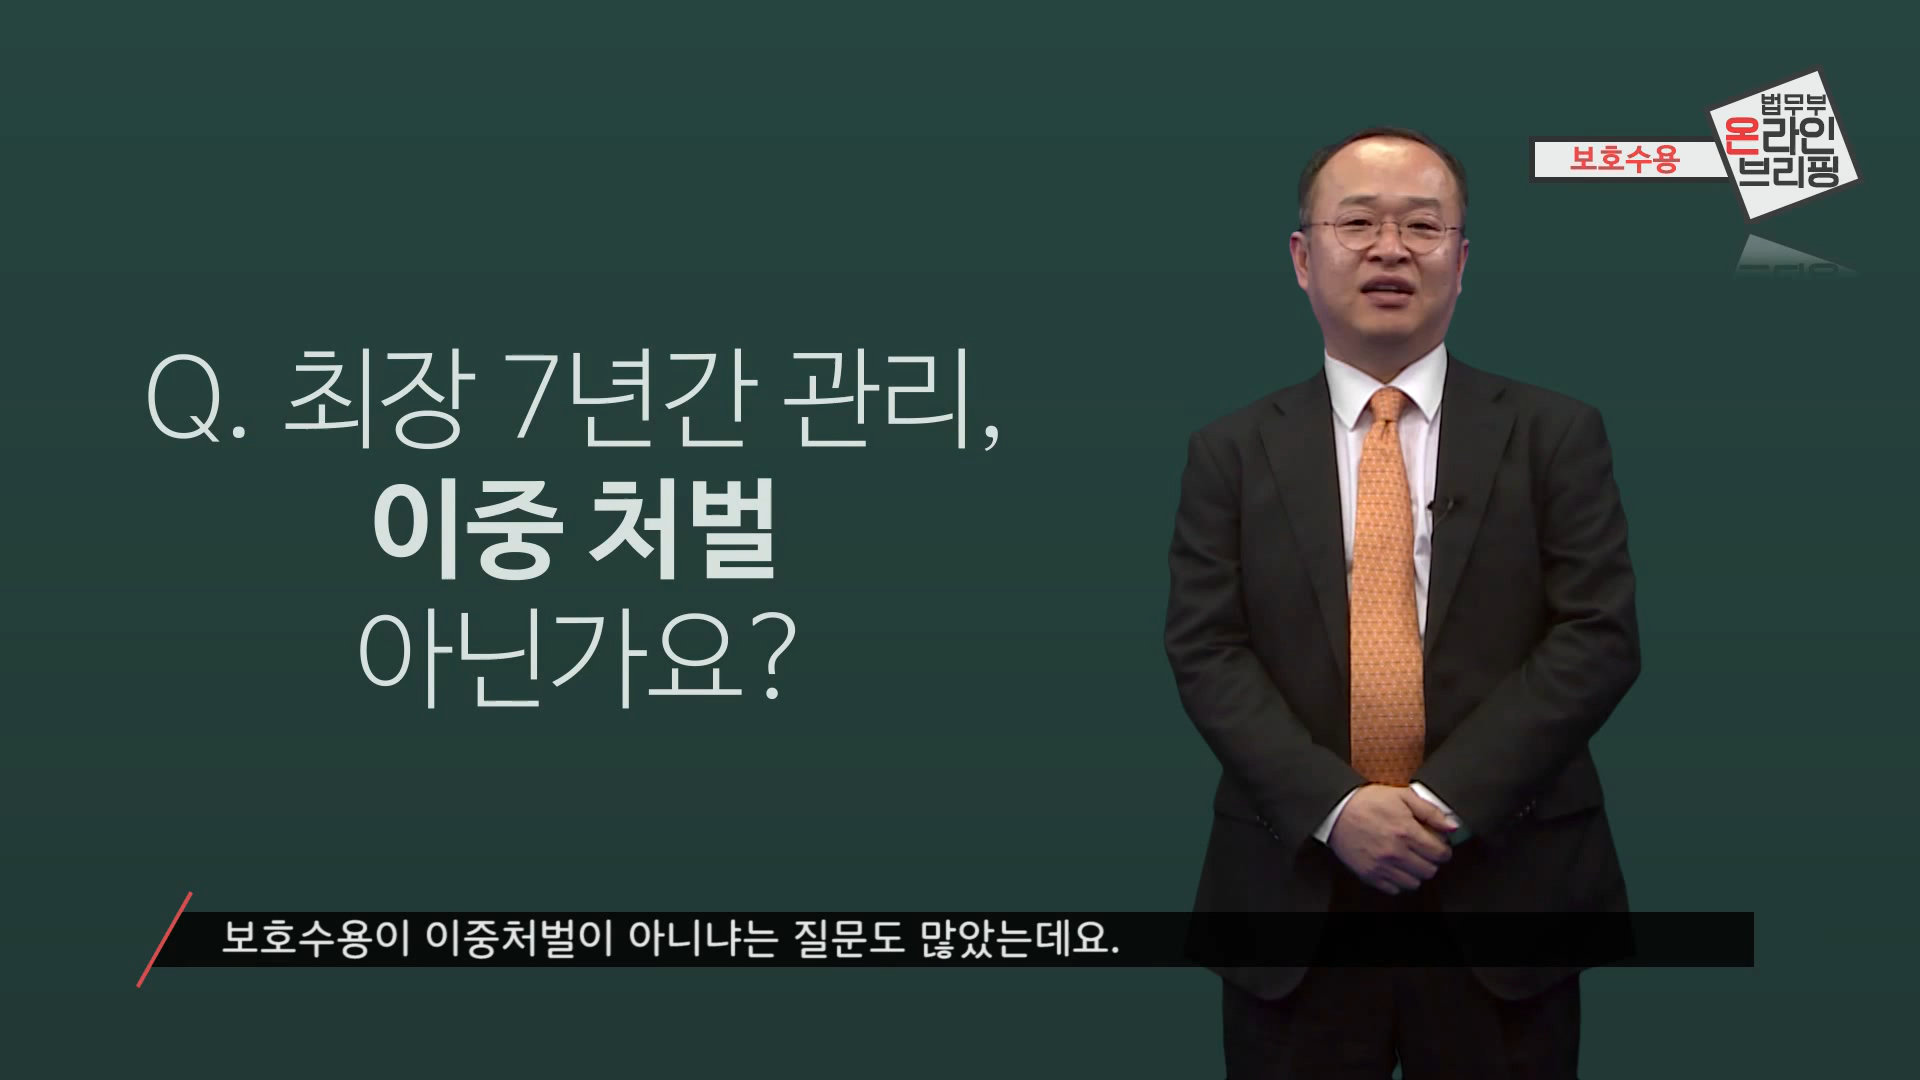 법무부
온라인
브리핑
보호수용
Q. 최장 7년간 관리,
이중 처벌
아닌가요?
보호수용이 이중처벌이 아니냐는 질문도 많았는데요.